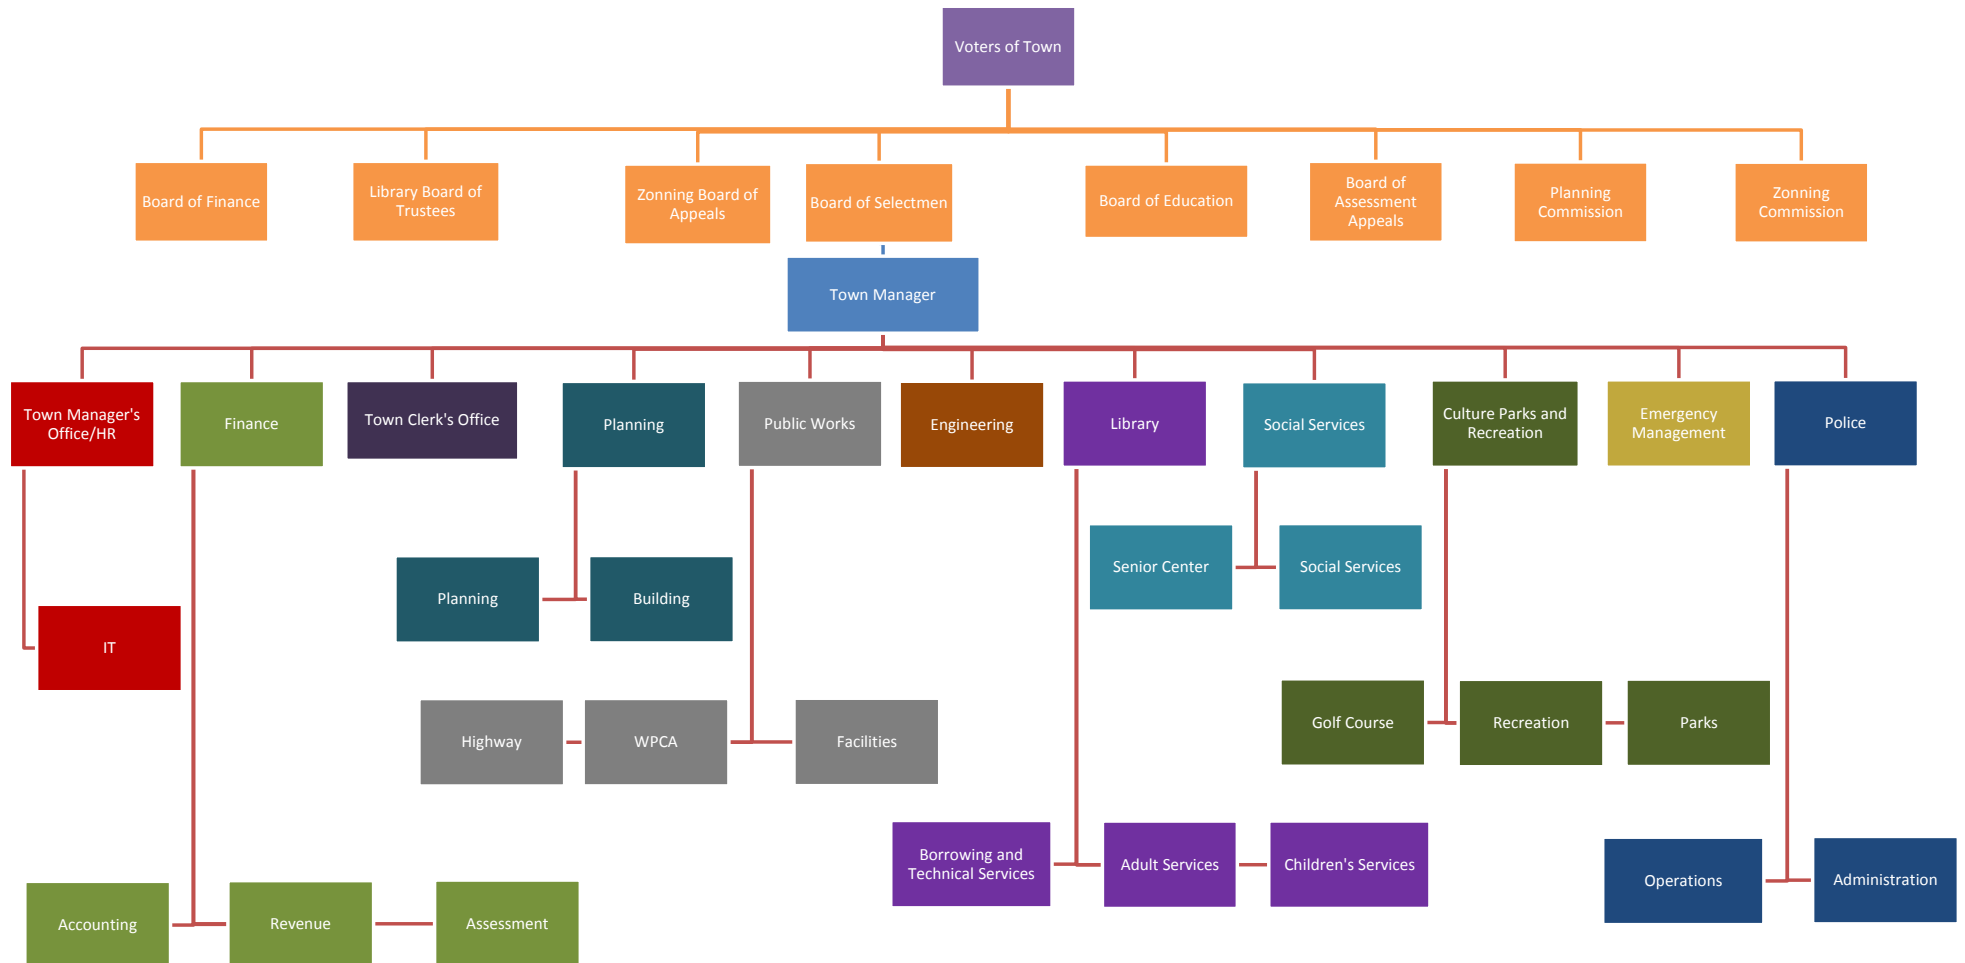 Voters of Town
Board of Finance
Library Board of
Trustees
Zonning Board of
Appeals
Board of Selectmen
Board of Education
Board of
Assessment
Appeals
Planning
Commission
Zonning
Commission
Town Manager
Town Manager's
Office/HR
Finance
Town Clerk's Office
Planning
Public Works
Engineering
Library
Social Services
Culture Parks and
Recreation
Emergency
Management
Police
Senior Center
Social Services
Planning
Building
IT
Golf Course
Recreation
Parks
Highway
WPCA
Facilities
Borrowing and
Technical Services
Adult Services
Children's Services
Operations
Administration
Accounting
Revenue
Assessment